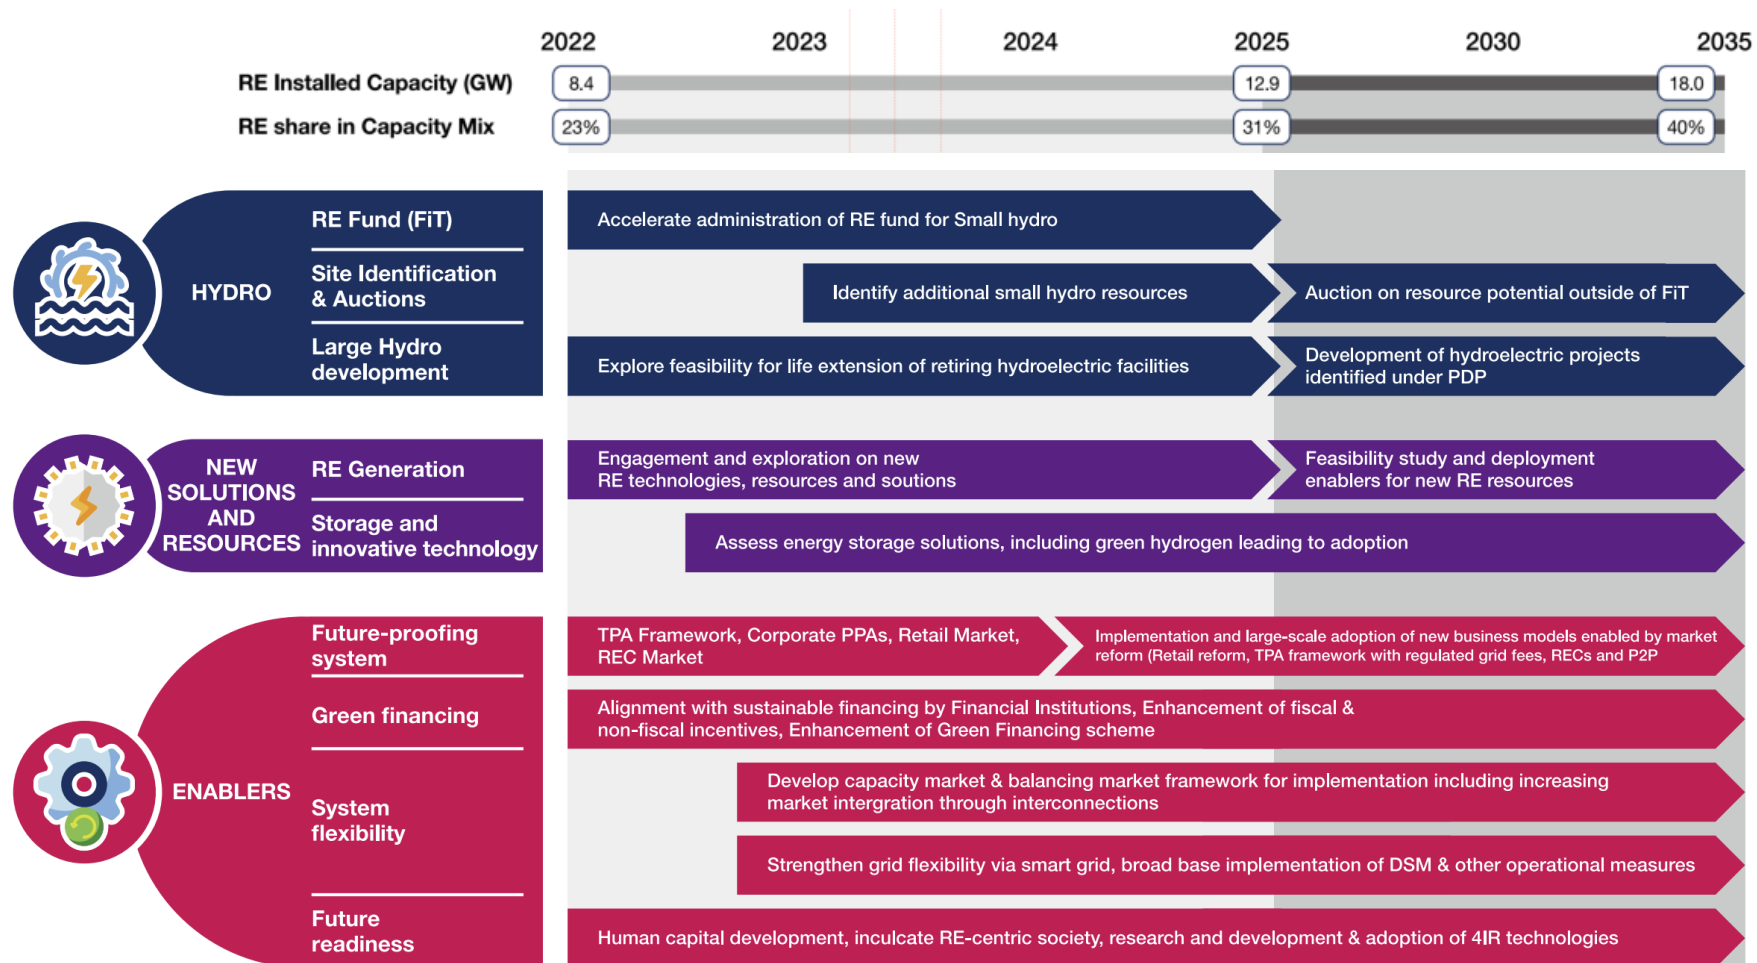 2022 2023 2024 2025 2030 2035
RE Installed Capacity (GW) 8.4 12.9 18.0
RE share in Capacity Mix 23% 31% 40%
HYDRO
RE Fund (FiT)
Accelerate administration of RE fund for Small hydro
Site Identification
& Auctions
Identify additional small hydro resources
Auction on resource potential outside of FiT
Large Hydro
development
Explore feasibility for life extension of retiring hydroelectric facilities
Development of hydroelectric projects
identified under PDP
NEW
SOLUTIONS
AND
RESOURCES
RE Generation
Engagement and exploration on new
RE technologies, resources and soutions
Feasibility study and deployment
enablers for new RE resources
Storage and
innovative technology
Assess energy storage solutions, including green hydrogen leading to adoption
ENABLERS
Future-proofing
system
TPA Framework, Corporate PPAs, Retail Market,
REC Market
Implementation and large-scale adoption of new business models enabled by market
reform (Retail reform, TPA framework with regulated grid fees, RECs and P2P
Green financing
Alignment with sustainable financing by Financial Institutions, Enhancement of fiscal &
non-fiscal incentives, Enhancement of Green Financing scheme
System
flexibility
Develop capacity market & balancing market framework for implementation including increasing
market intergration through interconnections
Strengthen grid flexibility via smart grid, broad base implementation of DSM & other operational measures
Future
readiness
Human capital development, inculcate RE-centric society, research and development & adoption of 4IR technologies